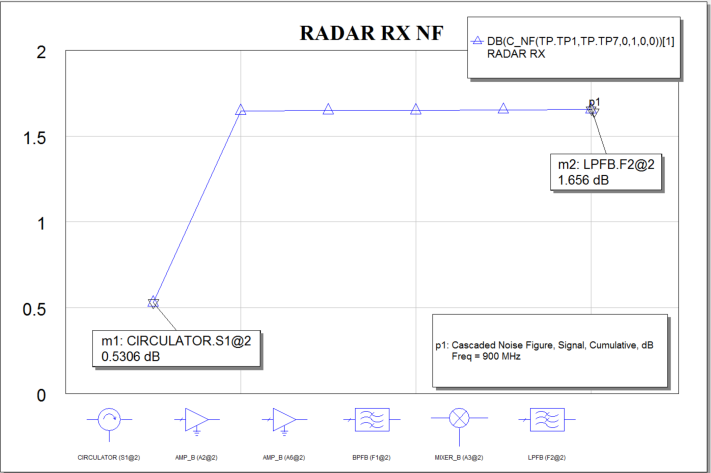 RADAR RX NF
DB(C_NF(TP.TP1,TP.TP7,0,1,0,0))[1]
RADAR RX
2
1.5
1
0.5
0
p1
m2: LPFB.F2@2
1.656 dB
m1: CIRCULATOR.S1@2
0.5306 dB
p1: Cascaded Noise Figure, Signal, Cumulative, dB
Freq = 900 MHz
CIRCULATOR (S1@2)
AMP_B (A2@2)
AMP_B (A5@2)
BPFB (F1@2)
MIXER_B (A3@2)
LPFB (F2@2)